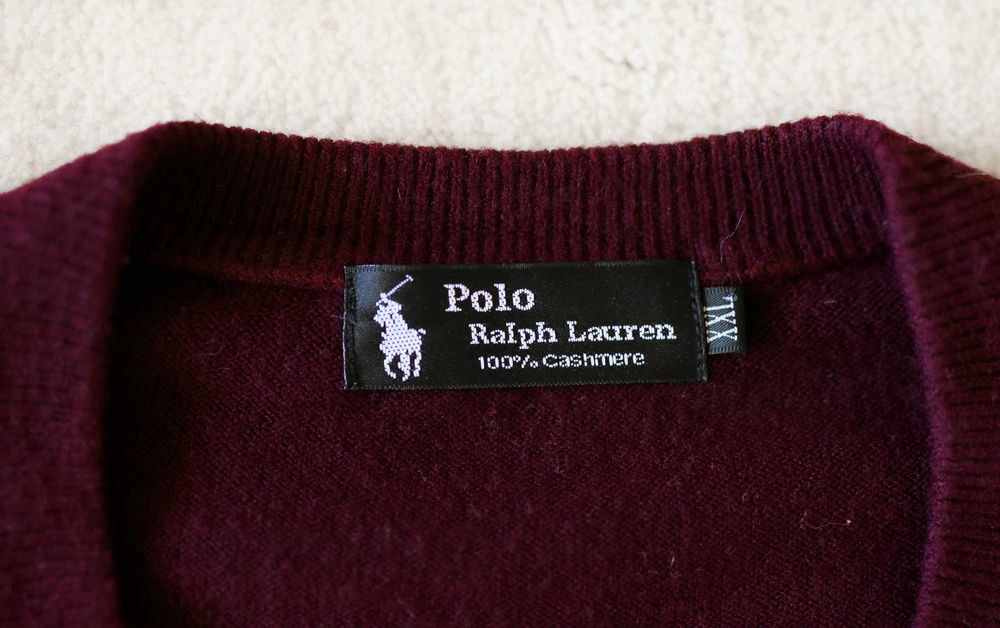 Polo
Ralph Lauren
100% Cashmere
XXL